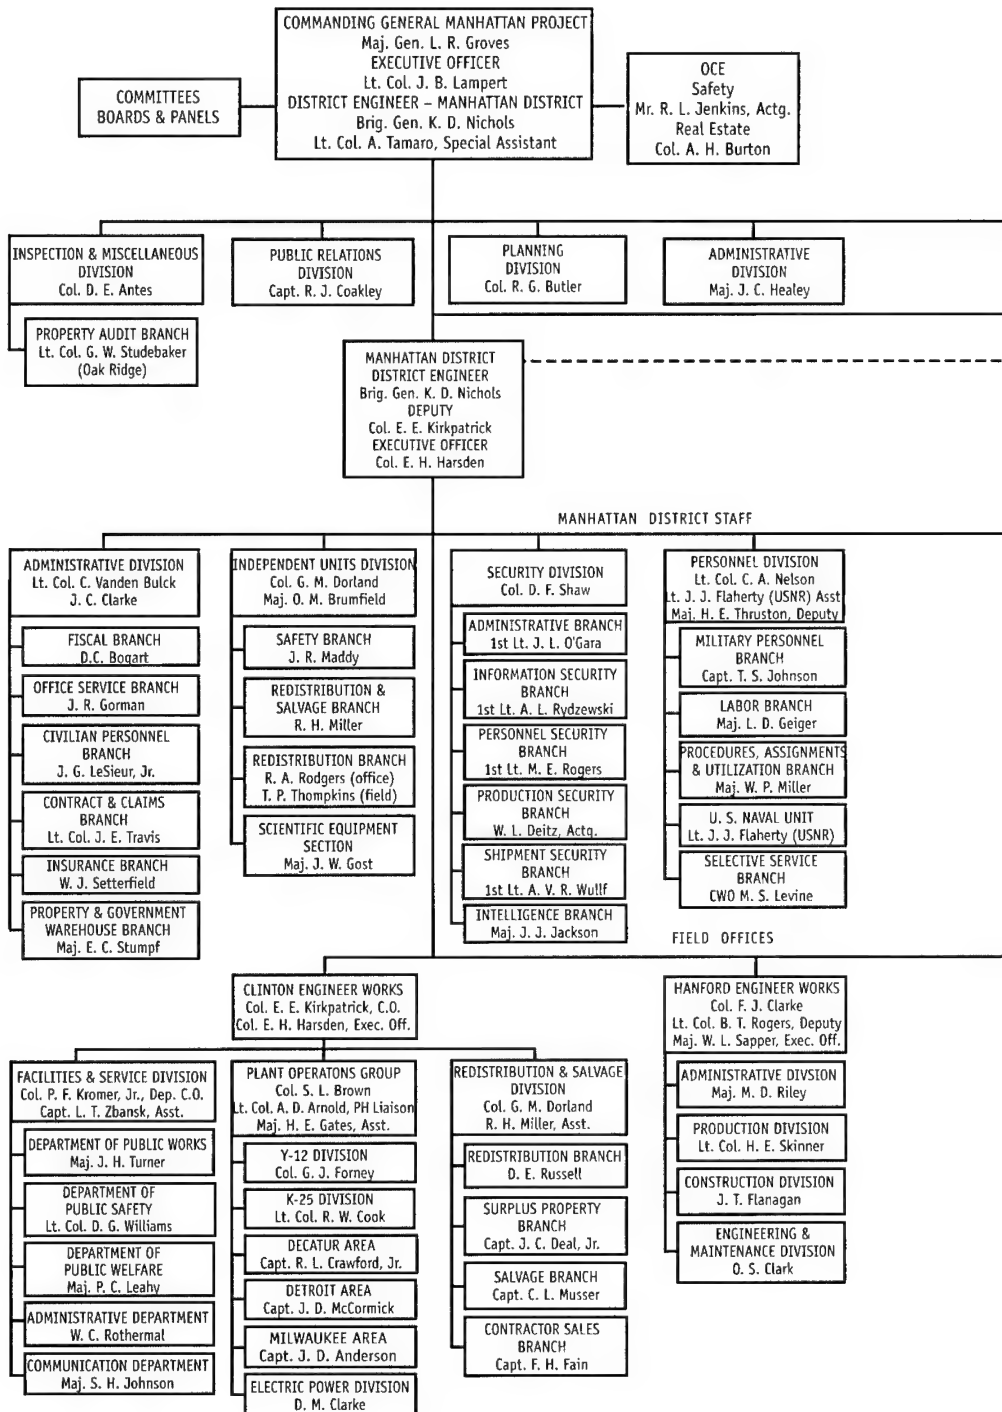 COMMANDING GENERAL MANHATTAN PROJECT
Maj. Gen. L. R. Groves
EXECUTIVE OFFICER
Lt. Col. J. B. Lampert
DISTRICT ENGINEER – MANHATTAN DISTRICT
Brig. Gen. K. D. Nichols
Lt. Col. A. Tamaro, Special Assistant
COMMITTEES
BOARDS & PANELS
OCE
Safety
Mr. R. L. Jenkins, Actg.
Real Estate
Col. A. H. Burton
INSPECTION & MISCELLANEOUS
DIVISION
Col. D. E. Antes
PROPERTY AUDIT BRANCH
Lt. Col. G. W. Studebaker
(Oak Ridge)
PUBLIC RELATIONS
DIVISION
Capt. R. J. Coakley
PLANNING
DIVISION
Col. R. G. Butler
ADMINISTRATIVE
DIVISION
Maj. J. C. Healey
MANHATTAN DISTRICT
DISTRICT ENGINEER
Brig. Gen. K. D. Nichols
DEPUTY
Col. E. E. Kirkpatrick
EXECUTIVE OFFICER
Col. E. H. Harsden
MANHATTAN DISTRICT STAFF
ADMINISTRATIVE DIVISION
Lt. Col. C. Vanden Bulck
J. C. Clarke
FISCAL BRANCH
D.C. Bogart
OFFICE SERVICE BRANCH
J. R. Gorman
CIVILIAN PERSONNEL
BRANCH
J. G. LeSieur, Jr.
CONTRACT & CLAIMS
BRANCH
Lt. Col. J. E. Travis
INSURANCE BRANCH
W. J. Setterfield
PROPERTY & GOVERNMENT
WAREHOUSE BRANCH
Maj. E. C. Stumpf
INDEPENDENT UNITS DIVISION
Col. G. M. Dorland
Maj. O. M. Brumfield
SAFETY BRANCH
J. R. Maddy
REDISTRIBUTION &
SALVAGE BRANCH
R. H. Miller
REDISTRIBUTION BRANCH
R. A. Rodgers (office)
T. P. Thompkins (field)
SCIENTIFIC EQUIPMENT
SECTION
Maj. J. W. Gost
SECURITY DIVISION
Col. D. F. Shaw
ADMINISTRATIVE BRANCH
1st Lt. J. L. O'Gara
INFORMATION SECURITY
BRANCH
1st Lt. A. L. Rydzewski
PERSONNEL SECURITY
BRANCH
1st Lt. M. E. Rogers
PRODUCTION SECURITY
BRANCH
W. L. Deitz, Actg.
SHIPMENT SECURITY
BRANCH
1st Lt. A. V. R. Wullf
INTELLIGENCE BRANCH
Maj. J. J. Jackson
PERSONNEL DIVISION
Lt. Col. C. A. Nelson
Lt. J. J. Flaherty (USNR) Asst
Maj. H. E. Thruston, Deputy
MILITARY PERSONNEL
BRANCH
Capt. T. S. Johnson
LABOR BRANCH
Maj. L. D. Geiger
PROCEDURES, ASSIGNMENTS
& UTILIZATION BRANCH
Maj. W. P. Miller
U. S. NAVAL UNIT
Lt. J. J. Flaherty (USNR)
SELECTIVE SERVICE
BRANCH
CWO M. S. Levine
FIELD OFFICES
CLINTON ENGINEER WORKS
Col. E. E. Kirkpatrick, C.O.
Col. E. H. Harsden, Exec. Off.
FACILITIES & SERVICE DIVISION
Col. P. F. Kromer, Jr., Dep. C.O.
Capt. L. T. Zbansk, Asst.
DEPARTMENT OF PUBLIC WORKS
Maj. J. H. Turner
DEPARTMENT OF
PUBLIC SAFETY
Lt. Col. D. G. Williams
DEPARTMENT OF
PUBLIC WELFARE
Maj. P. C. Leahy
ADMINISTRATIVE DEPARTMENT
W. C. Rothermal
COMMUNICATION DEPARTMENT
Maj. S. H. Johnson
PLANT OPERATONS GROUP
Col. S. L. Brown
Lt. Col. A. D. Arnold, PH Liaison
Maj. H. E. Gates, Asst.
Y-12 DIVISION
Col. G. J. Forney
K-25 DIVISION
Lt. Col. R. W. Cook
DECATUR AREA
Capt. R. L. Crawford, Jr.
DETROIT AREA
Capt. J. D. McCormick
MILWAUKEE AREA
Capt. J. D. Anderson
ELECTRIC POWER DIVISION
D. M. Clarke
REDISTRIBUTION & SALVAGE
DIVISION
Col. G. M. Dorland
R. H. Miller, Asst.
REDISTRIBUTION BRANCH
D. E. Russell
SURPLUS PROPERTY
BRANCH
Capt. J. C. Deal, Jr.
SALVAGE BRANCH
Capt. C. L. Musser
CONTRACTOR SALES
BRANCH
Capt. F. H. Fain
HANFORD ENGINEER WORKS
Col. F. J. Clarke
Lt. Col. B. T. Rogers, Deputy
Maj. W. L. Sapper, Exec. Off.
ADMINISTRATIVE DIVSION
Maj. M. D. Riley
PRODUCTION DIVISION
Lt. Col. H. E. Skinner
CONSTRUCTION DIVISION
J. T. Flanagan
ENGINEERING &
MAINTENANCE DIVISION
O. S. Clark